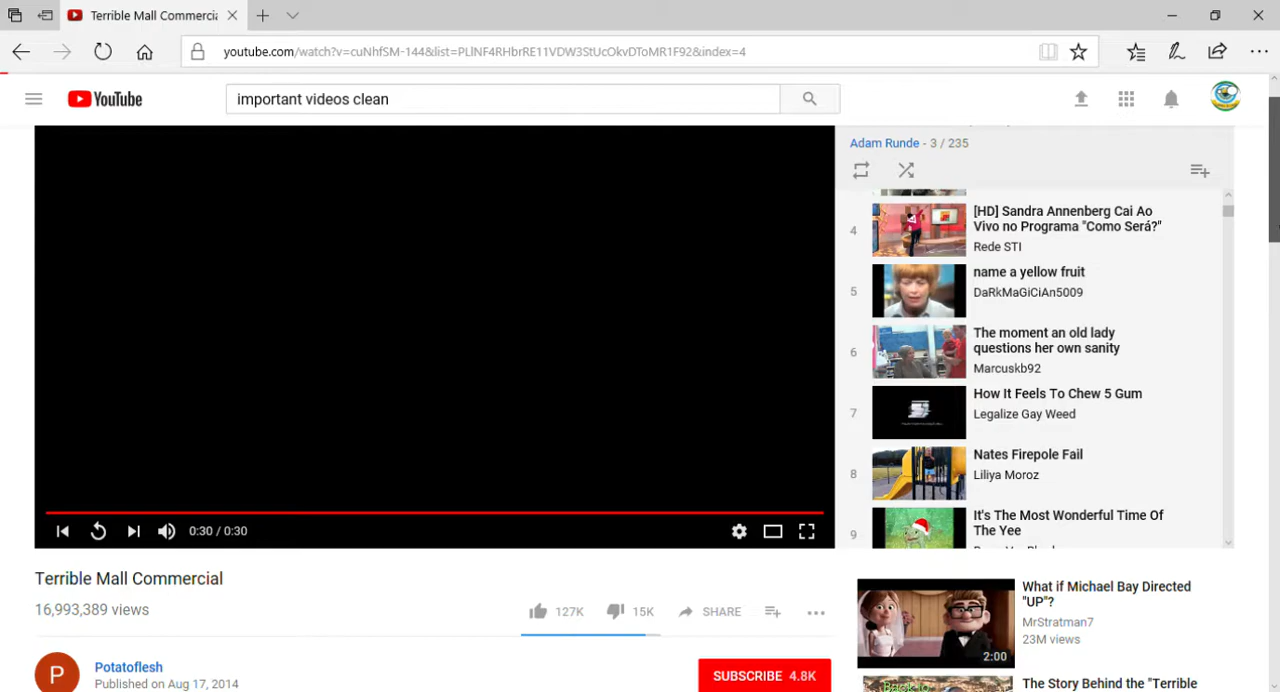 Terrible Mall Commercia
youtube.com/watch?v=cuNhfSM-144&list=PLlNF4RHbrRE11VDW3StUcOkvDToMR1F92&index=4
YouTube
important videos clean
Adam Runde - 3 / 235
4
[HD] Sandra Annenberg Cai Ao
Vivo no Programa "Como Será?"
Rede STI
5
name a yellow fruit
DaRkMaGiCiAn5009
6
The moment an old lady
questions her own sanity
Marcuskb92
7
How It Feels To Chew 5 Gum
Legalize Gay Weed
8
Nates Firepole Fail
Liliya Moroz
9
It's The Most Wonderful Time Of
The Yee
0:30 / 0:30
Terrible Mall Commercial
16,993,389 views
127K
15K
SHARE
P
Potatoflesh
Published on Aug 17, 2014
SUBSCRIBE 4.8K
What if Michael Bay Directed
"UP"?
MrStratman7
23M views
2:00
The Story Behind the "Terrible
Back to